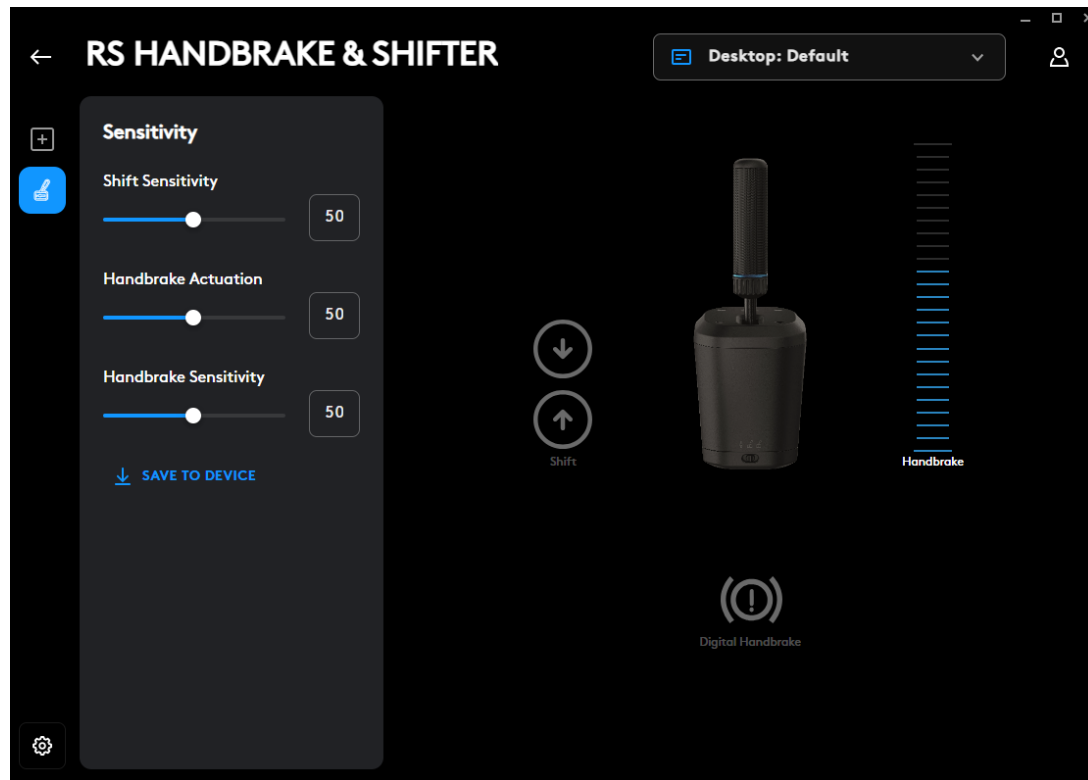 RS HANDBRAKE & SHIFTER
Desktop: Default
Sensitivity
Shift Sensitivity
50
Handbrake Actuation
50
Handbrake Sensitivity
50
SAVE TO DEVICE
Shift
Handbrake
Digital Handbrake